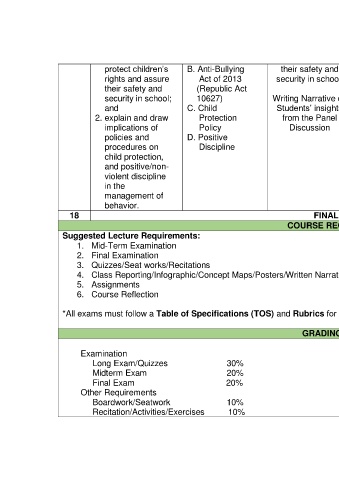 protect children's
rights and assure
their safety and
security in school;
and
2. explain and draw
implications of
policies and
procedures on
child protection,
and positive/non-
violent discipline
in the
management of
behavior.
B. Anti-Bullying
Act of 2013
(Republic Act
10627)
C. Child
Protection
Policy
D. Positive
Discipline
their safety and
security in schoo
Writing Narrative
Students' insight
from the Panel
Discussion
18 FINAL
COURSE RE
Suggested Lecture Requirements:
1. Mid-Term Examination
2. Final Examination
3. Quizzes/Seat works/Recitations
4. Class Reporting/Infographic/Concept Maps/Posters/Written Narrat
5. Assignments
6. Course Reflection
*All exams must follow a Table of Specifications (TOS) and Rubrics for
GRADING
Examination
Long Exam/Quizzes 30%
Midterm Exam 20%
Final Exam 20%
Other Requirements
Boardwork/Seatwork 10%
Recitation/Activities/Exercises 10%